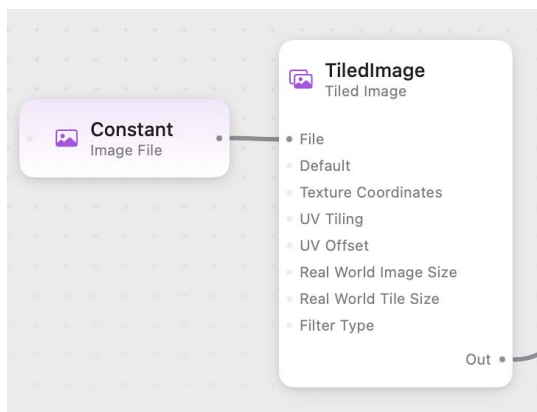 Constant
Image File
TiledImage
Tiled Image
File
Default
Texture Coordinates
UV Tiling
UV Offset
Real World Image Size
Real World Tile Size
Filter Type
Out